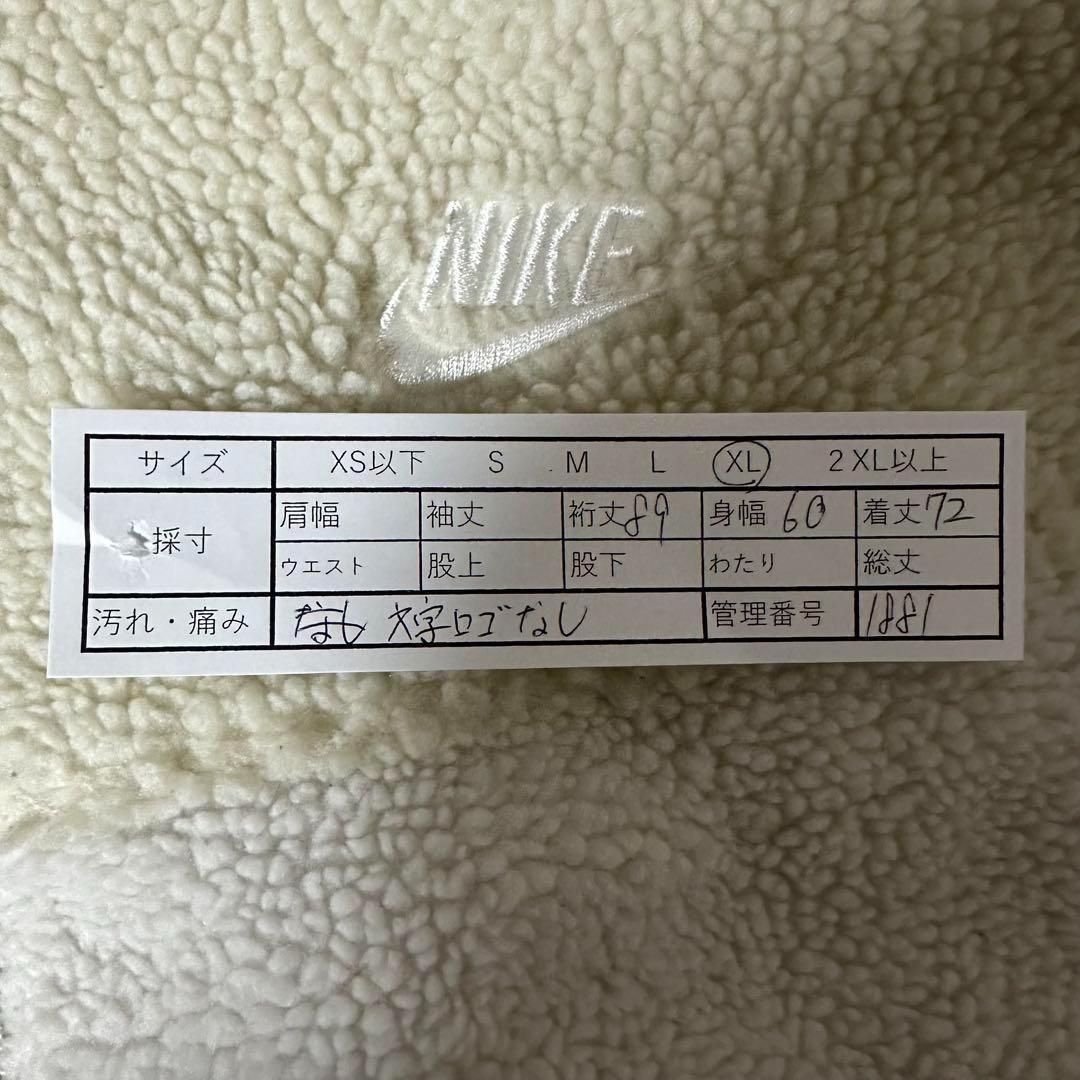 NIKE
サイズ XS以下 S M L XL 2XL以上
採寸 肩幅 袖丈 裄丈89 身幅 60 着丈72
ウエスト 股上 股下 わたり 総丈
汚れ・痛み なし 文字ロゴなし 管理番号 1881